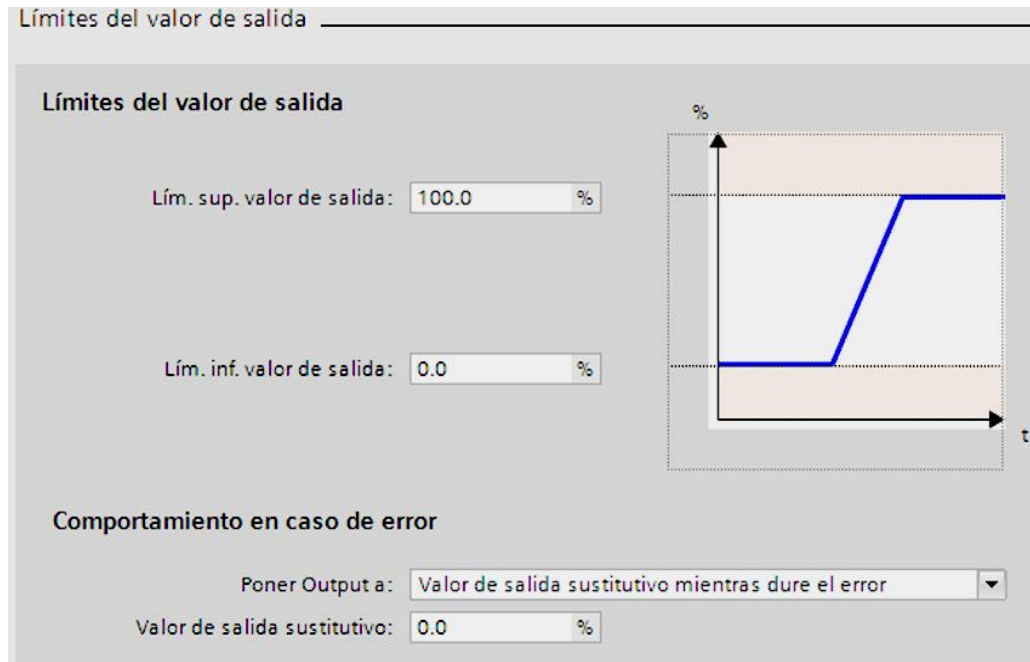 Límites del valor de salida
Límites del valor de salida
%
Lím. sup. valor de salida: 100.0 %
Lím. inf. valor de salida: 0.0 %
t
Comportamiento en caso de error
Poner Output a: Valor de salida sustitutivo mientras dure el error
Valor de salida sustitutivo: 0.0 %